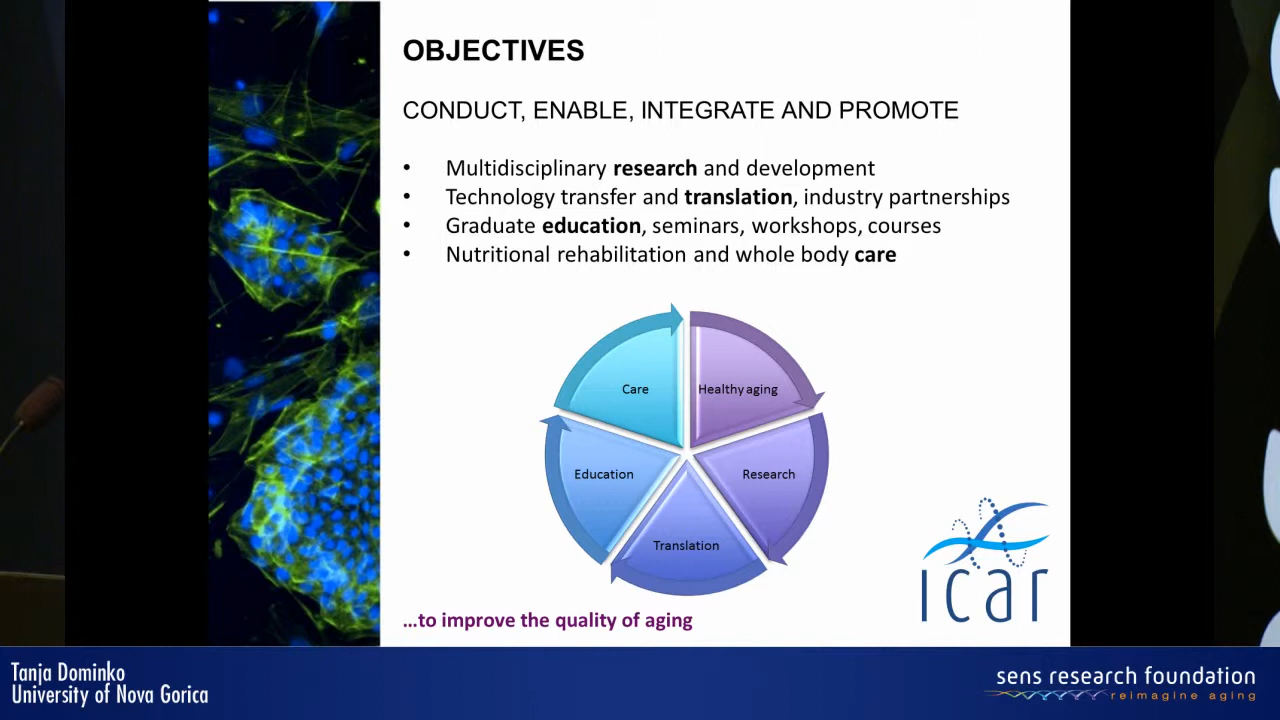 OBJECTIVES
CONDUCT, ENABLE, INTEGRATE AND PROMOTE
• Multidisciplinary research and development
• Technology transfer and translation, industry partnerships
• Graduate education, seminars, workshops, courses
• Nutritional rehabilitation and whole body care
Care
Healthy aging
Education
Research
Translation
icar
...to improve the quality of aging
Tanja Dominko
University of Nova Gorica
sens research foundation
reimagine aging